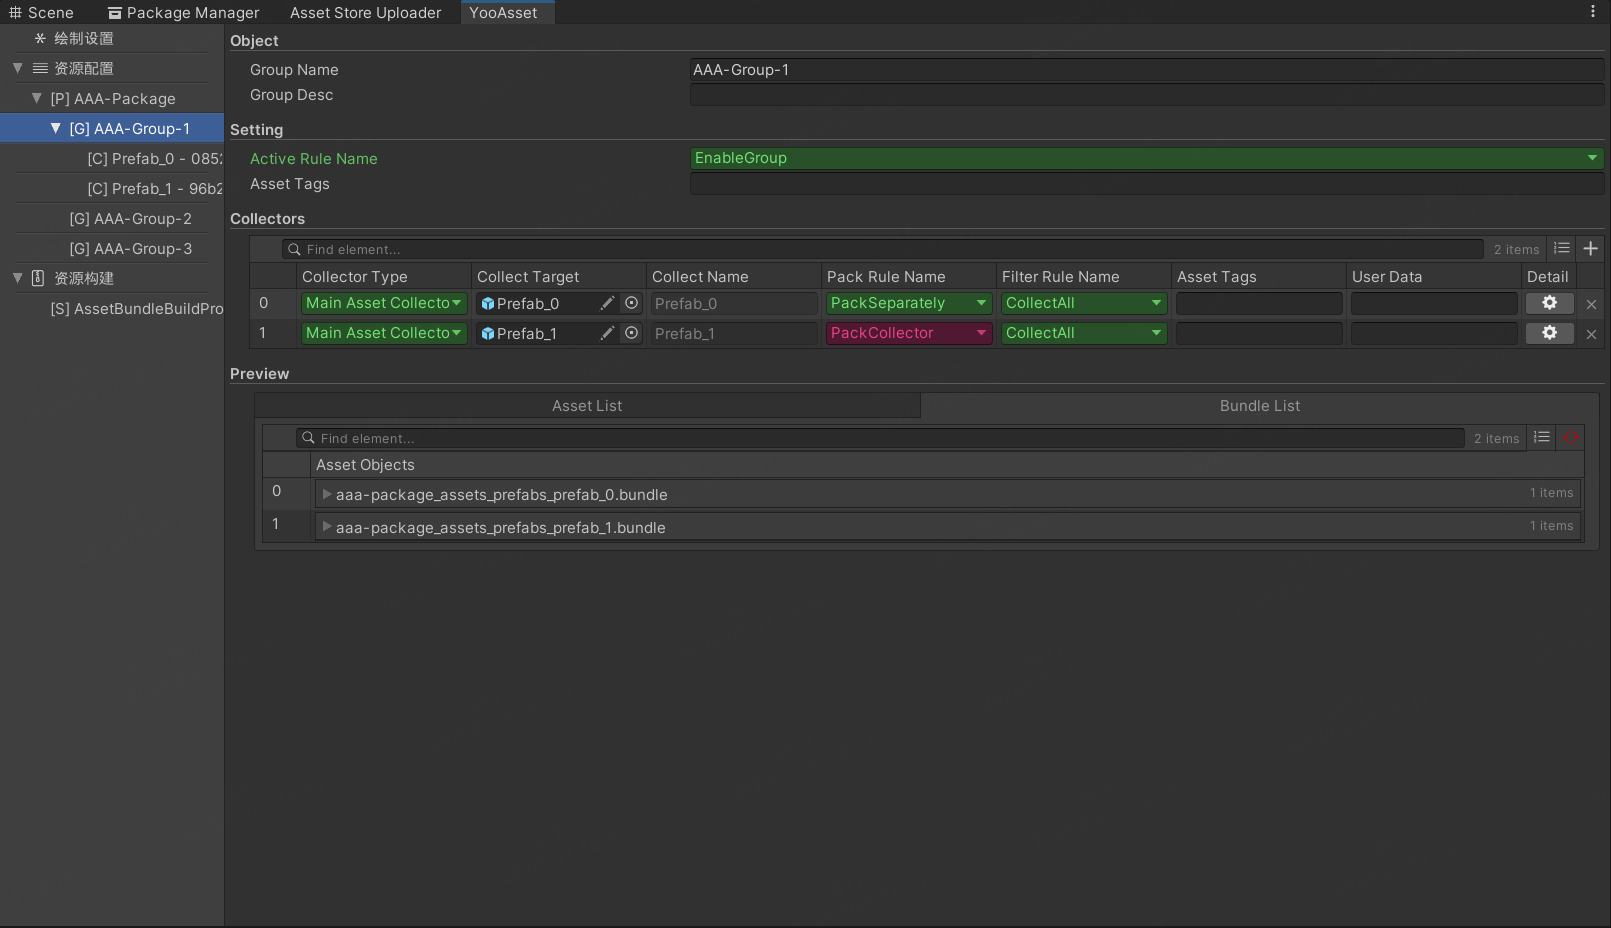 Scene Package Manager Asset Store Uploader YooAsset
绘制设置
资源配置
[P] AAA-Package
[G] AAA-Group-1
[C] Prefab_0 - 0852
[C] Prefab_1 - 96b2
[G] AAA-Group-2
[G] AAA-Group-3
资源构建
[S] AssetBundleBuildPro
Object
Group Name AAA-Group-1
Group Desc
Setting
Active Rule Name EnableGroup
Asset Tags
Collectors
Find element... 2 items
Collector Type Collect Target Collect Name Pack Rule Name Filter Rule Name Asset Tags User Data Detail
0 Main Asset Collecto Prefab_0 Prefab_0 PackSeparately CollectAll
1 Main Asset Collecto Prefab_1 Prefab_1 PackCollector CollectAll
Preview
Asset List Bundle List
Find element... 2 items
Asset Objects
0 aaa-package_assets_prefabs_prefab_0.bundle 1 items
1 aaa-package_assets_prefabs_prefab_1.bundle 1 items